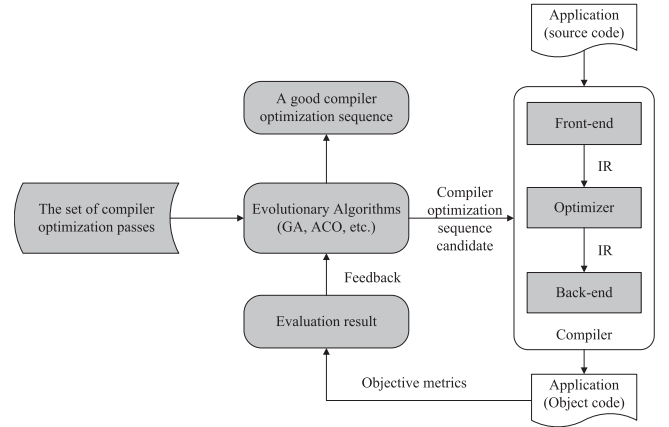 Application
(source code)
A good compiler
optimization sequence
Front-end
IR
The set of compiler
optimization passes
Evolutionary Algorithms
(GA, ACO, etc.)
Compiler
optimization
sequence
candidate
Optimizer
IR
Feedback
Back-end
Evaluation result
Compiler
Objective metrics
Application
(Object code)